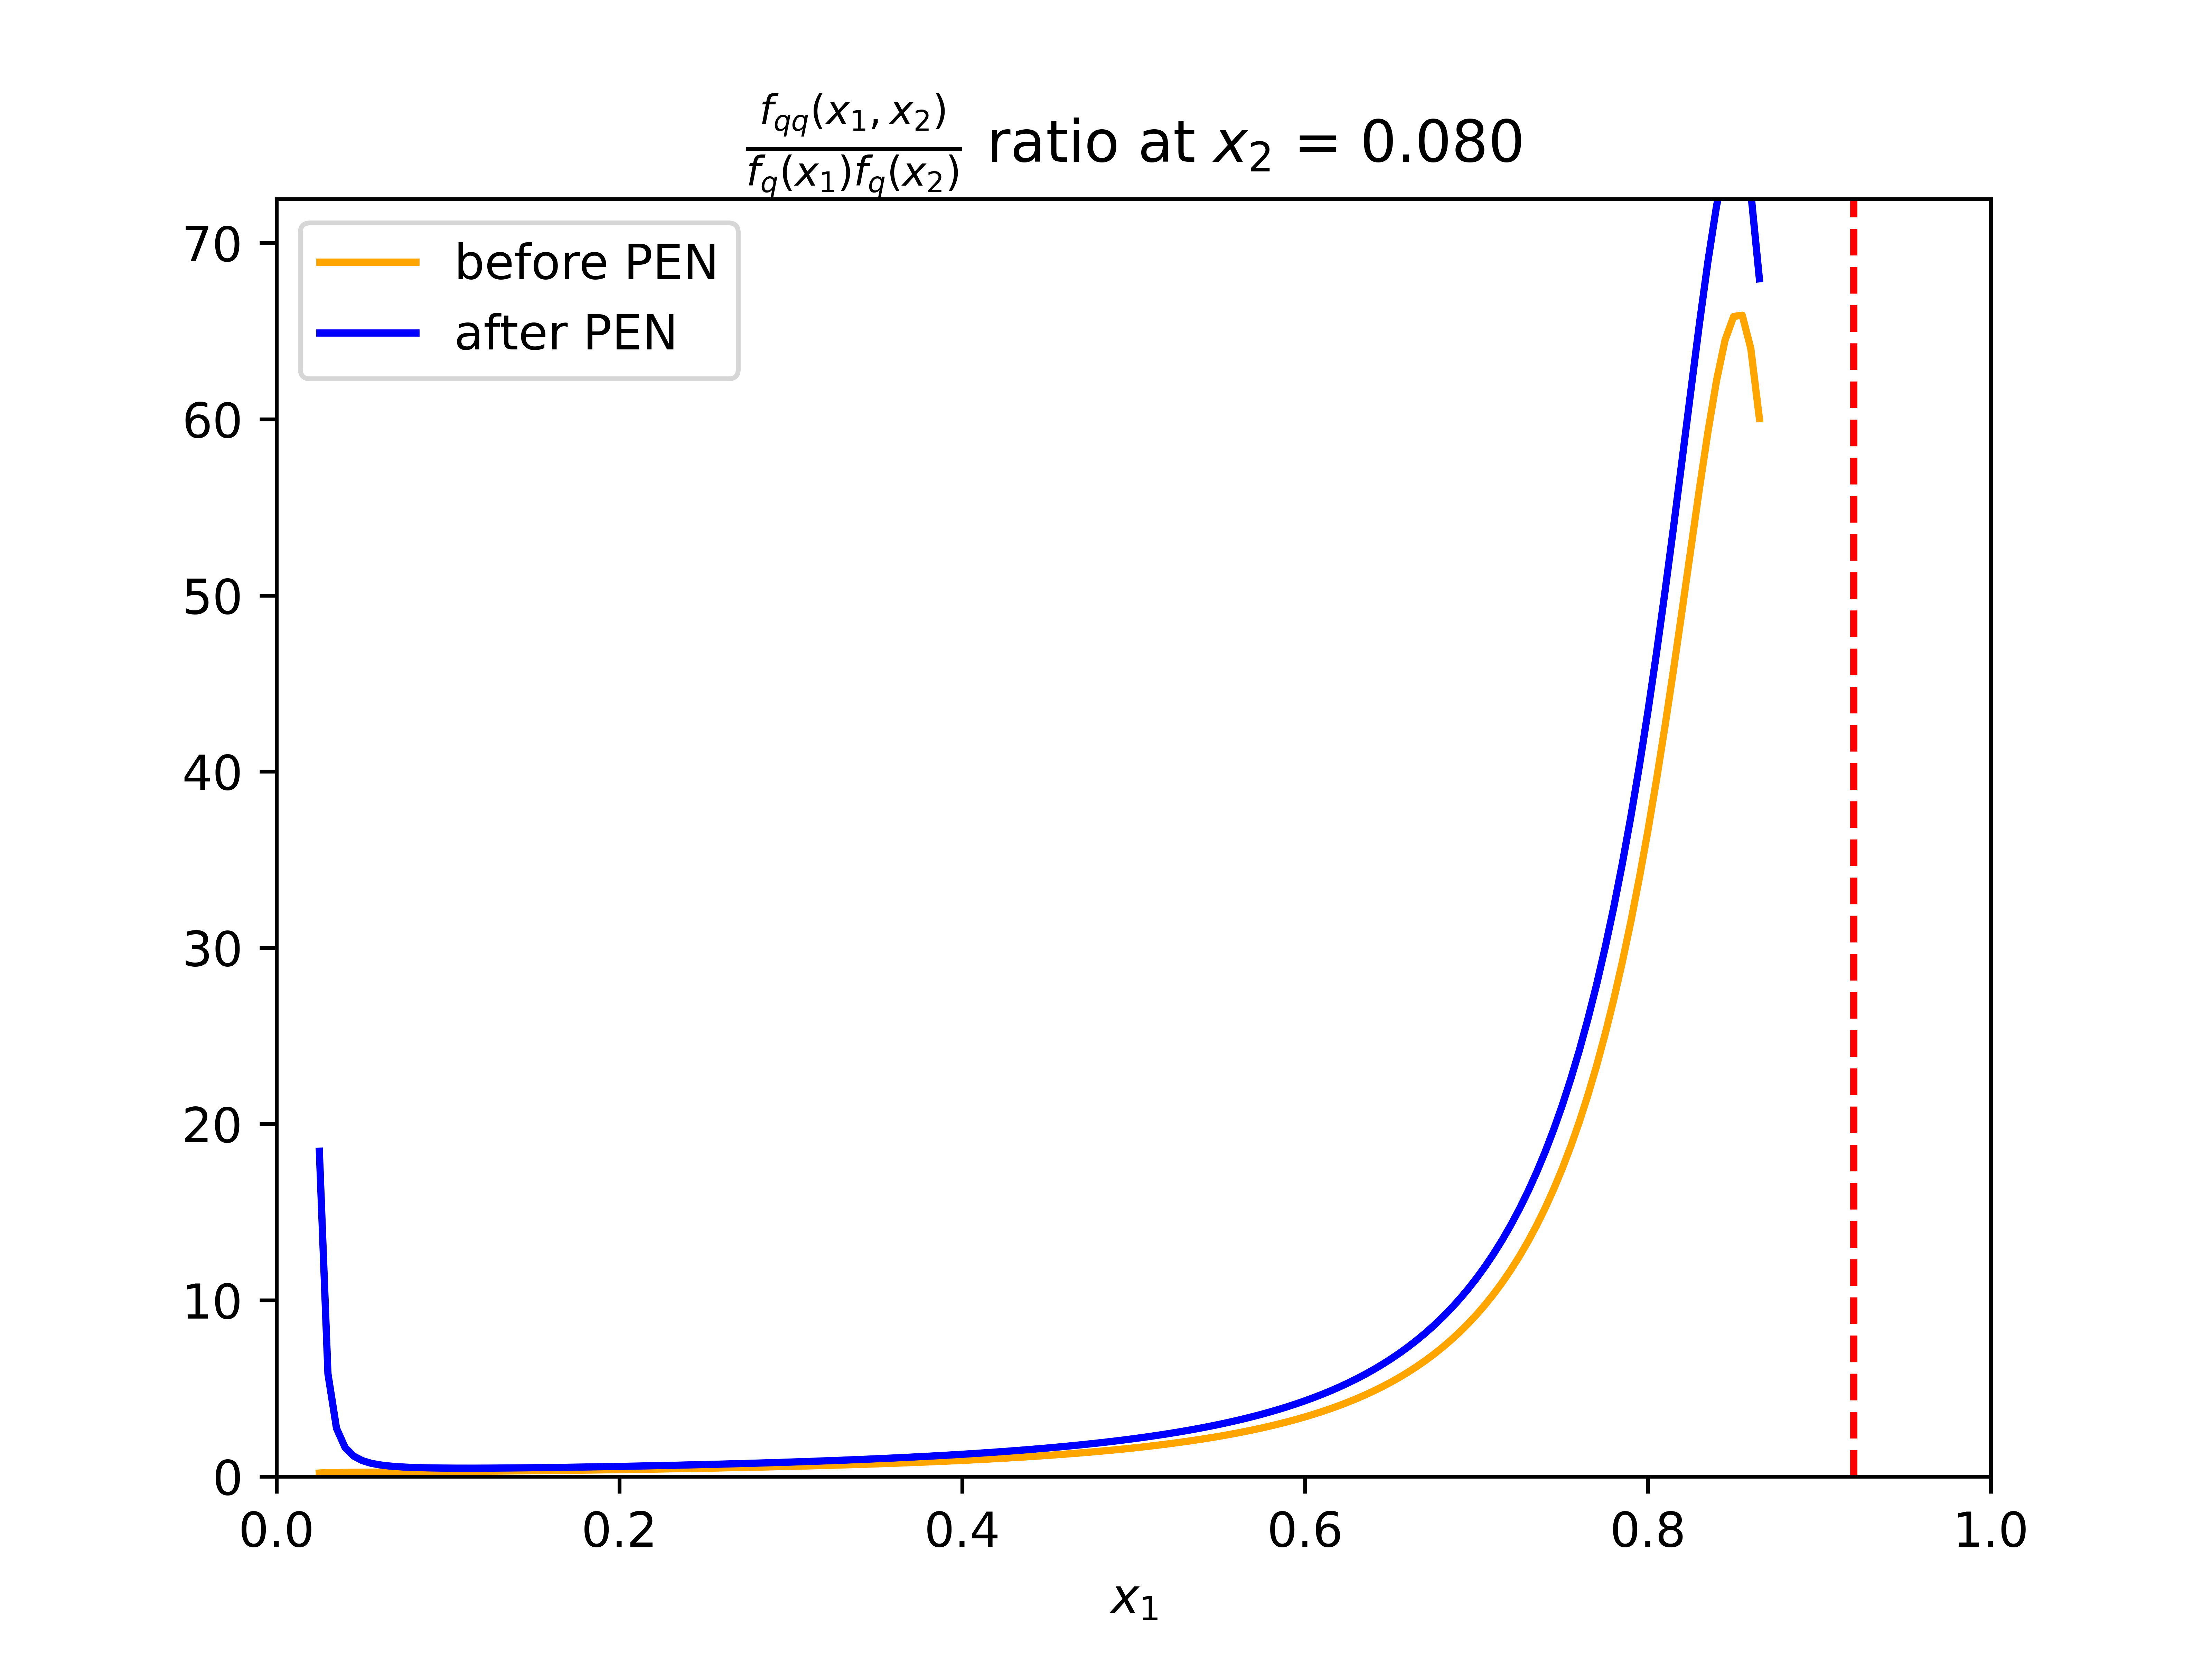 f_qq(x_1, x_2)
f_q(x_1)f_q(x_2)
ratio at x_2 = 0.080
before PEN
after PEN
70
60
50
40
30
20
10
0
0.0 0.2 0.4 0.6 0.8 1.0
x_1